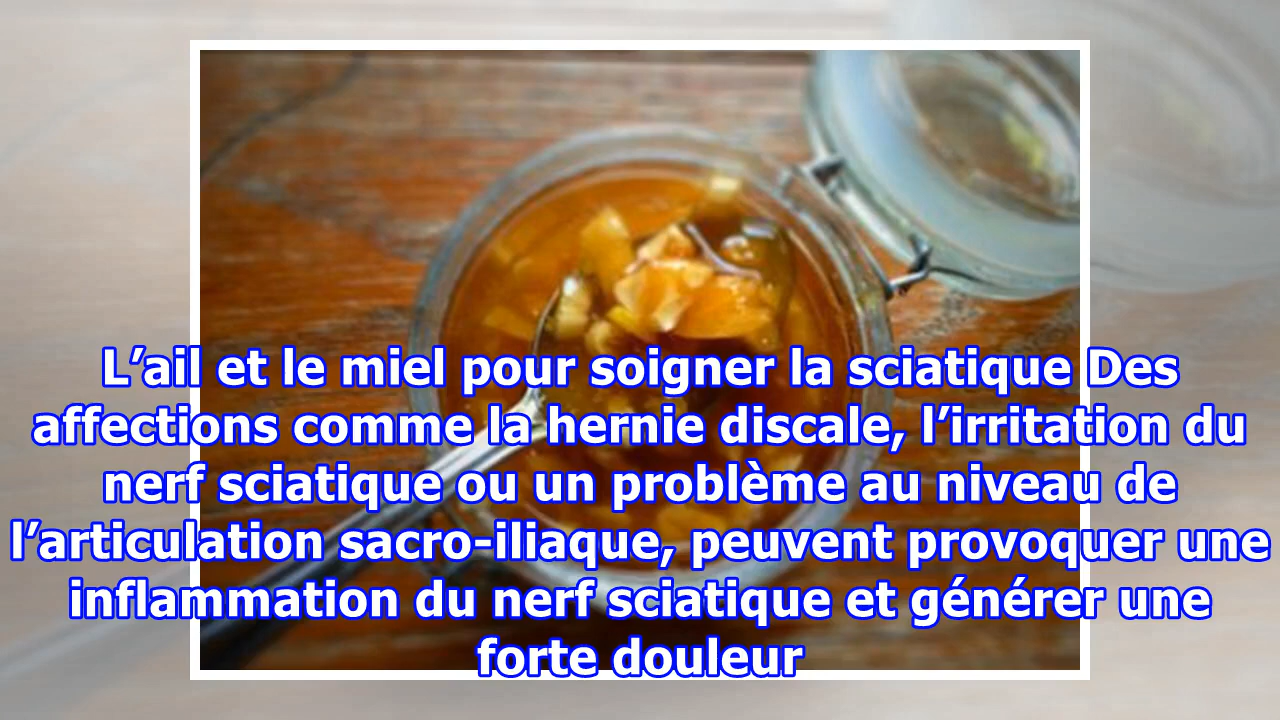 L’ail et le miel pour soigner la sciatique Des
affections comme la hernie discale, l’irritation du
nerf sciatique ou un problème au niveau de
l’articulation sacro-iliaque, peuvent provoquer une
inflammation du nerf sciatique et générer une
forte douleur